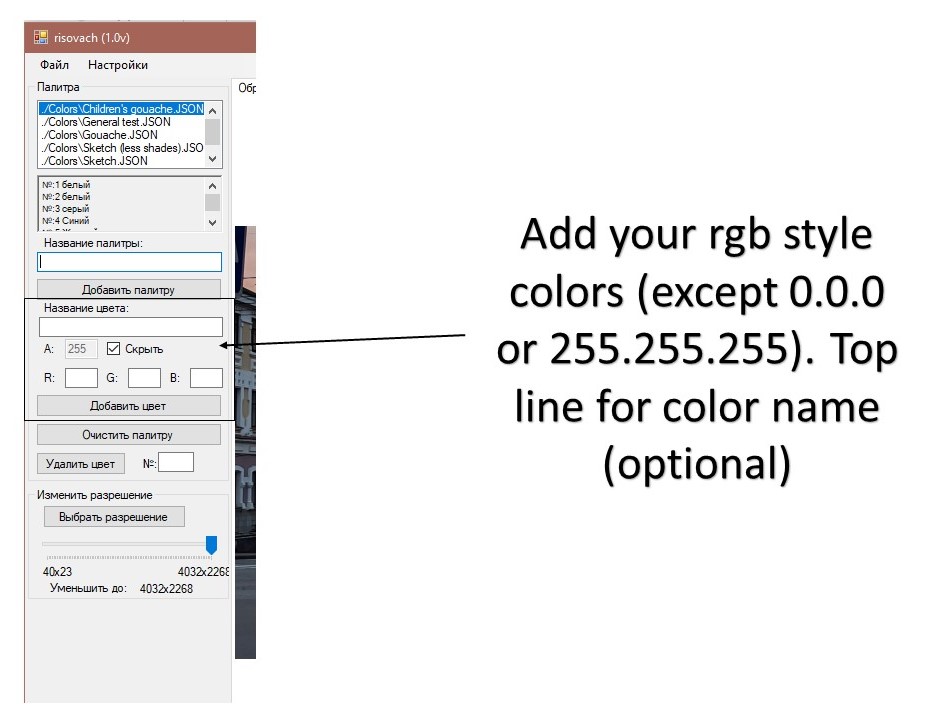 risovach (1.0v)
Файл Настройки
Палитра
Обр
./Colors\Children's gouache.JSON
./Colors\General test.JSON
./Colors\Gouache.JSON
./Colors\Sketch (less shades).JSO
./Colors\Sketch.JSON
№:1 белый
№:2 белый
№:3 серый
№:4 Синий
Название палитры:
Добавить палитру
Название цвета:
A: 255 Скрыть
R: G: B:
Добавить цвет
Очистить палитру
Удалить цвет №:
Изменить разрешение
Выбрать разрешение
40x23 4032x2268
Уменьшить до: 4032x2268
Add your rgb style
colors (except 0.0.0
or 255.255.255). Top
line for color name
(optional)